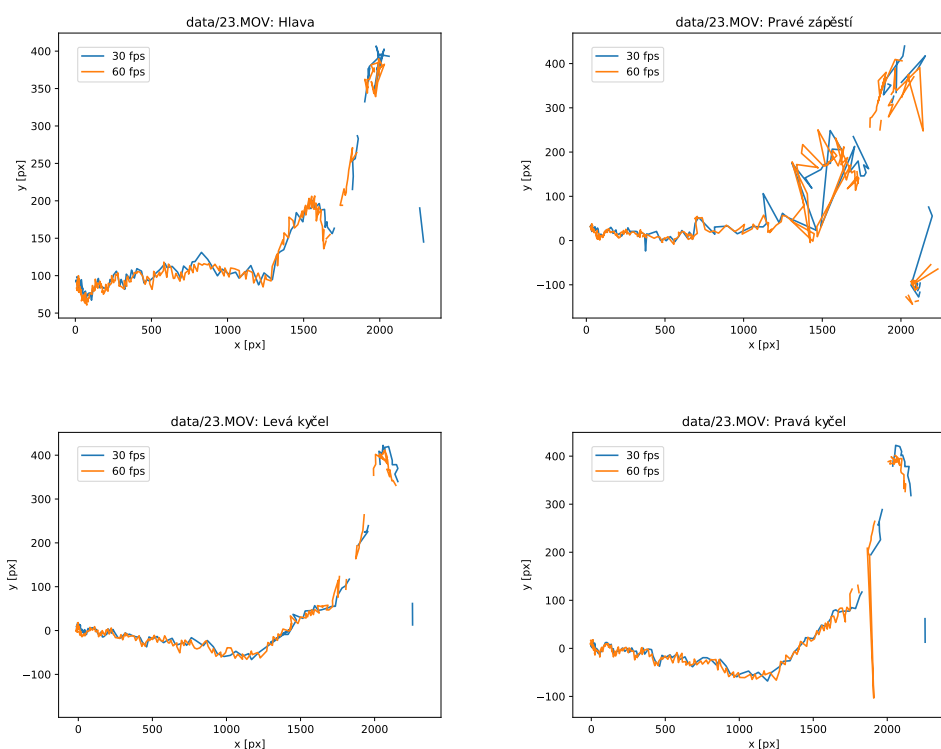 data/23.MOV: Hlava
400
350
300
250
200
150
100
50
y [px]
30 fps
60 fps
0
500
1000
1500
2000
x [px]
data/23.MOV: Pravé zápěstí
400
300
200
100
0
−100
y [px]
30 fps
60 fps
0
500
1000
1500
2000
x [px]
data/23.MOV: Levá kyčel
400
300
200
100
0
−100
y [px]
30 fps
60 fps
0
500
1000
1500
2000
x [px]
data/23.MOV: Pravá kyčel
400
300
200
100
0
−100
y [px]
30 fps
60 fps
0
500
1000
1500
2000
x [px]